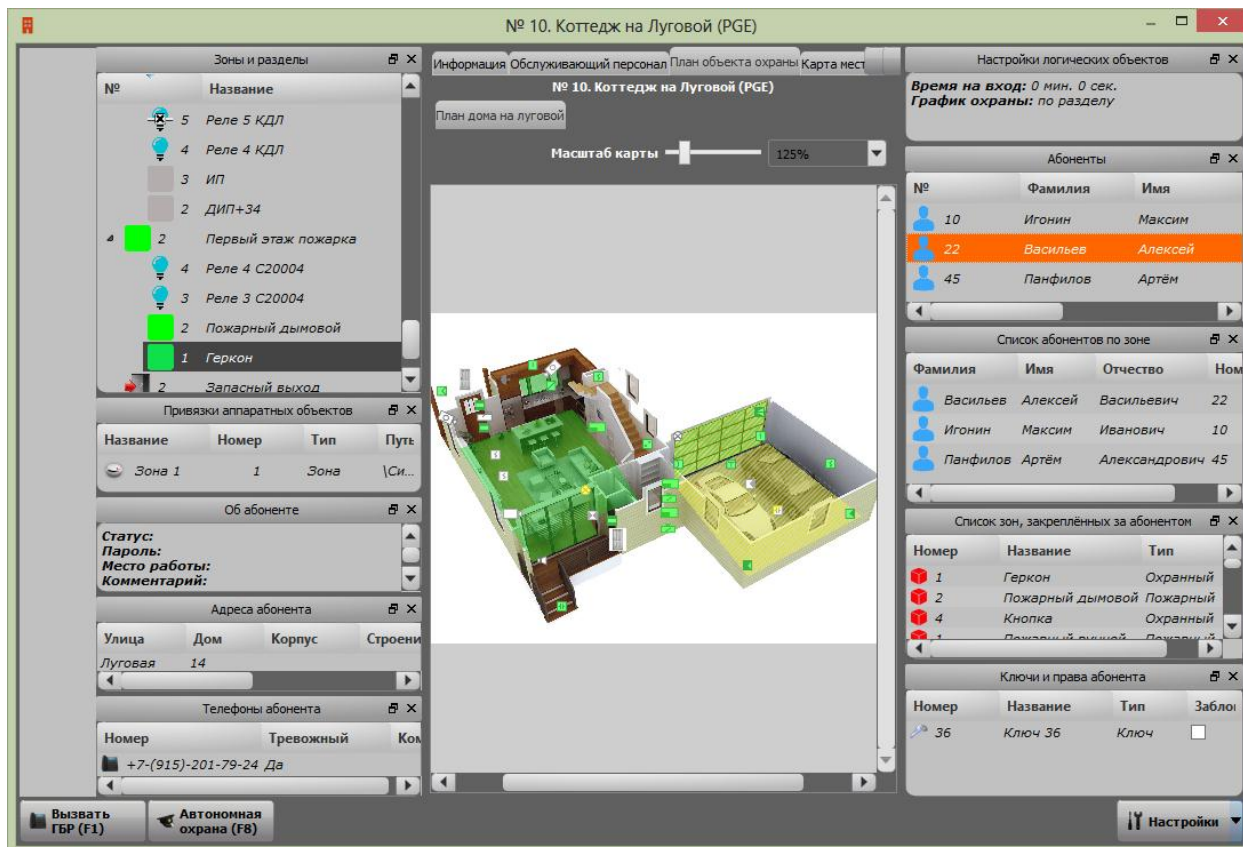 № 10. Коттедж на Луговой (PGE)
Зоны и разделы
№ Название
5 Реле 5 КДЛ
4 Реле 4 КДЛ
3 ИП
2 ДИП+34
2 Первый этаж пожарка
4 Реле 4 С20004
3 Реле 3 С20004
2 Пожарный дымовой
1 Геркон
2 Запасный выход
Привязки аппаратных объектов
Название Номер Тип Путь
Зона 1 1 Зона \Си...
Об абоненте
Статус:
Пароль:
Место работы:
Комментарий:
Адреса абонента
Улица Дом Корпус Строени
Луговая 14
Телефоны абонента
Номер Тревожный Ком
+7-(915)-201-79-24 Да
Вызвать ГБР (F1)
Автономная охрана (F8)
Информация Обслуживающий персонал План объекта охраны Карта мест
№ 10. Коттедж на Луговой (PGE)
План дома на луговой
Масштаб карты 125%
Настройки логических объектов
Время на вход: 0 мин. 0 сек.
График охраны: по разделу
Абоненты
№ Фамилия Имя
10 Игонин Максим
22 Васильев Алексей
45 Панфилов Артём
Список абонентов по зоне
Фамилия Имя Отчество Ном
Васильев Алексей Васильевич 22
Игонин Максим Иванович 10
Панфилов Артём Александрович 45
Список зон, закреплённых за абонентом
Номер Название Тип
1 Геркон Охранный
2 Пожарный дымовой Пожарный
4 Кнопка Охранный
1 Пожарный ручной Пожарный
Ключи и права абонента
Номер Название Тип Заблок
36 Ключ 36 Ключ
Настройки